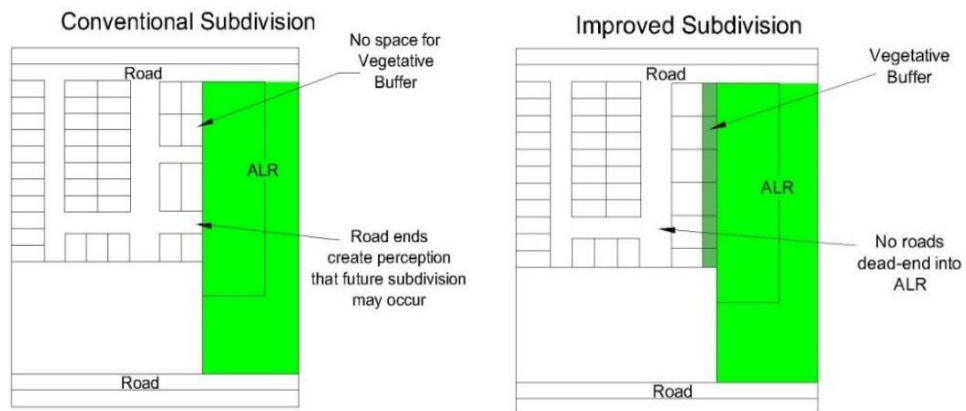 Conventional Subdivision
No space for
Vegetative
Buffer
Road
ALR
Road ends
create perception
that future subdivision
may occur
Road
Improved Subdivision
Vegetative
Buffer
Road
ALR
No roads
dead-end into
ALR
Road